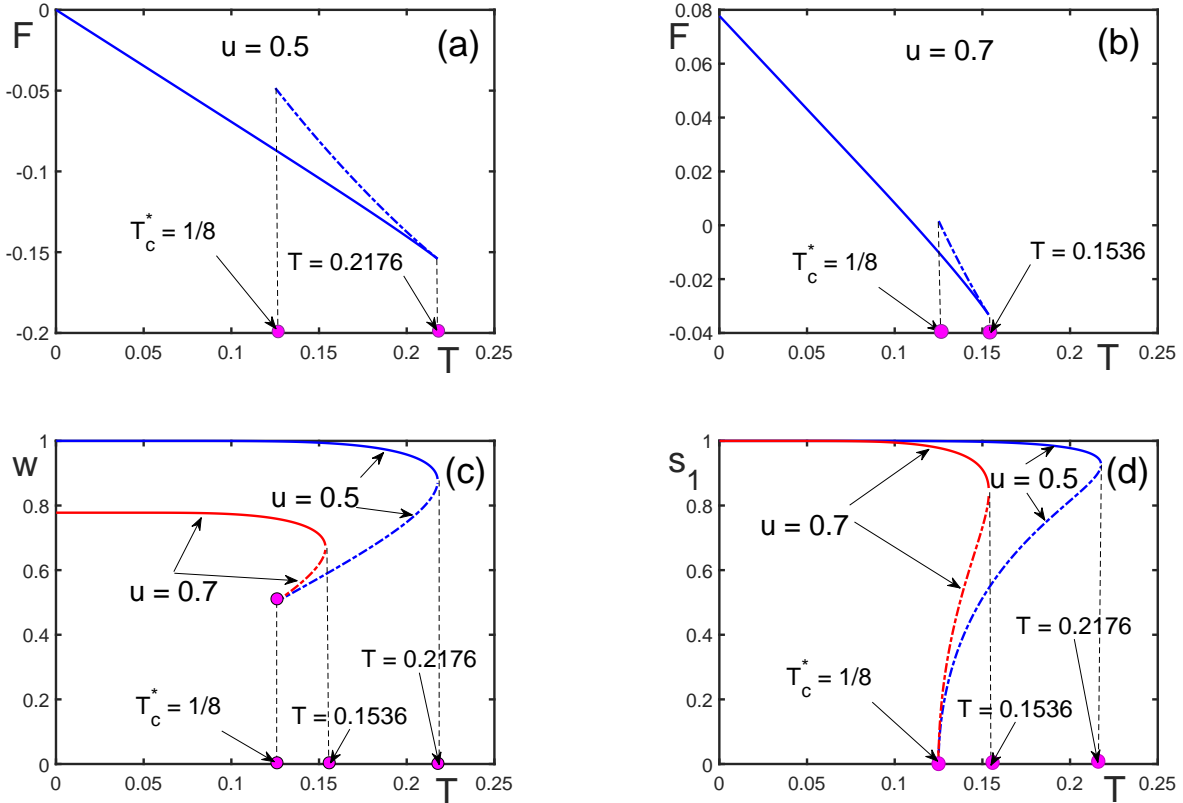 0
F
(a)
u = 0.5
-0.05
-0.1
T*c = 1/8
T = 0.2176
-0.15
-0.2
0 0.05 0.1 0.15 0.2 T 0.25
0.08
F
(b)
u = 0.7
0.06
0.04
0.02
0
T*c = 1/8
T = 0.1536
-0.02
-0.04
0 0.05 0.1 0.15 0.2 T 0.25
1
w
(c)
u = 0.5
0.8
u = 0.7
0.6
0.4
T = 0.2176
T*c = 1/8
T = 0.1536
0.2
0
0 0.05 0.1 0.15 0.2 T 0.25
1
s1
(d)
u = 0.5
0.8
u = 0.7
0.6
0.4
T = 0.2176
T*c = 1/8
T = 0.1536
0.2
0
0 0.05 0.1 0.15 0.2 T 0.25